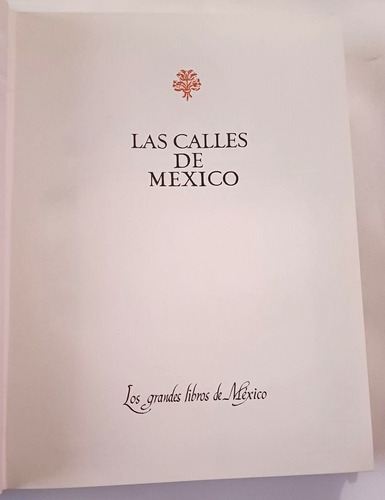 LAS CALLES
DE
MEXICO
Los grandes libros de México